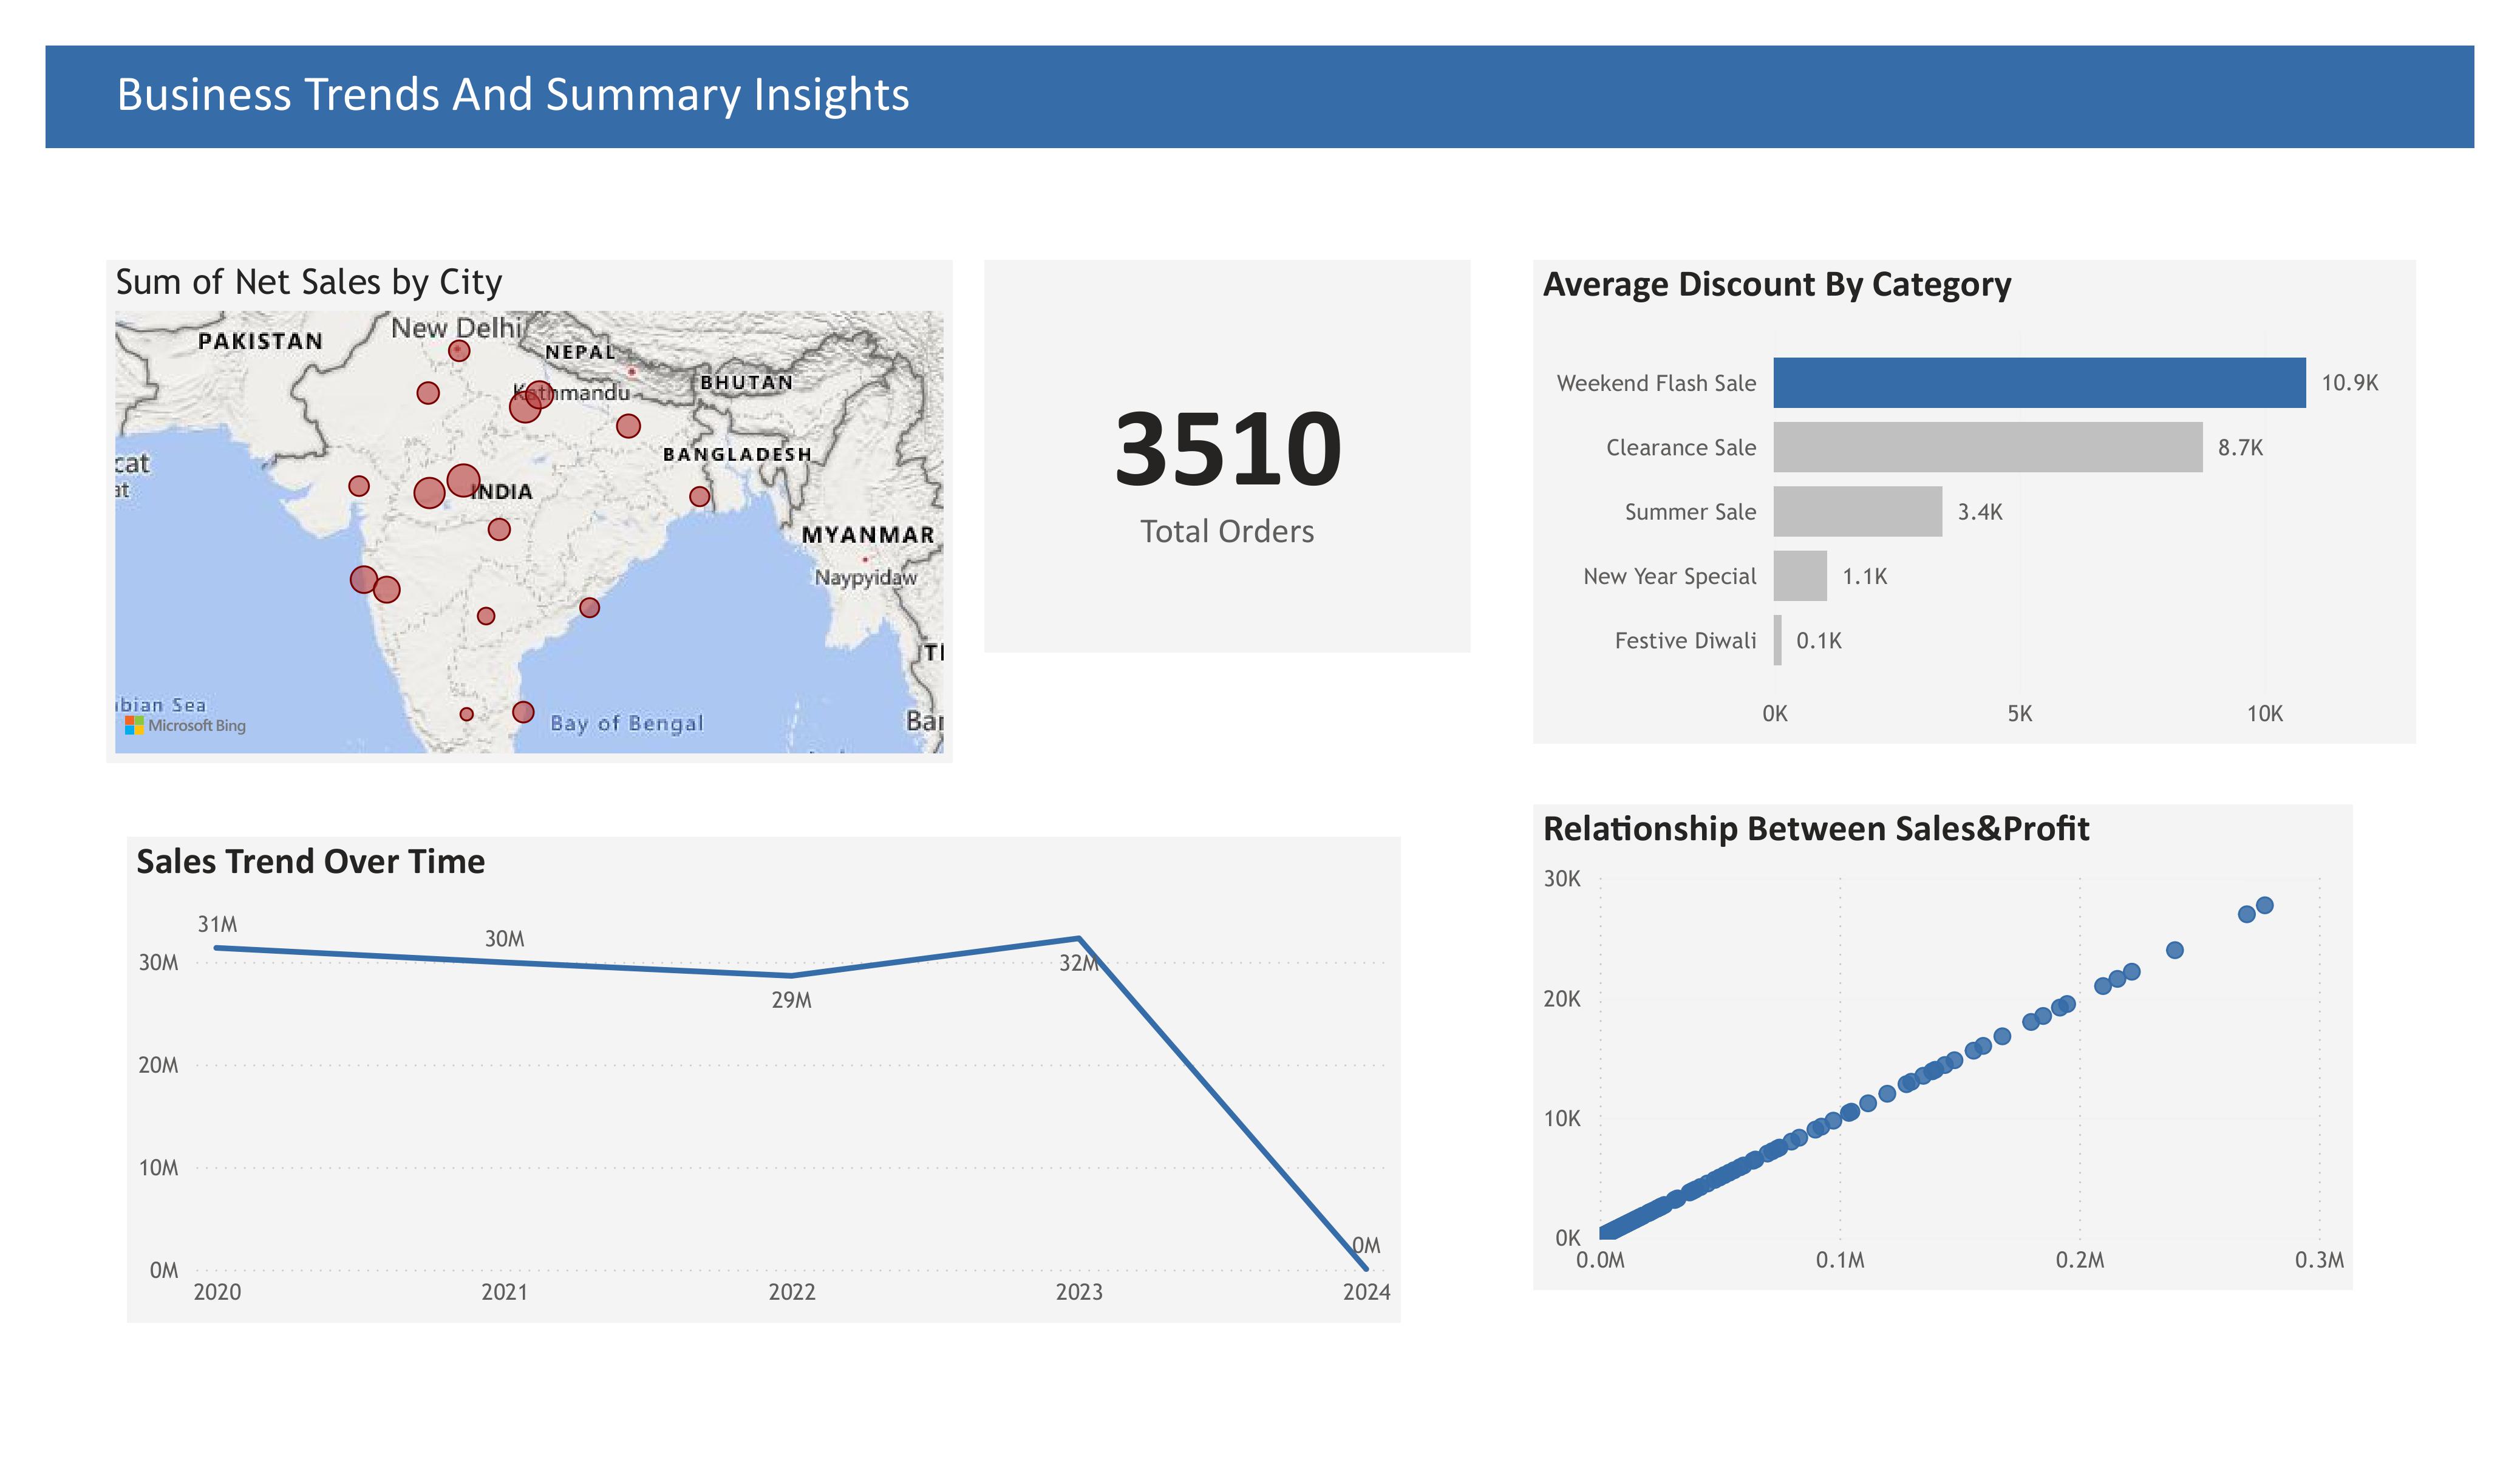 Business Trends And Summary Insights
Sum of Net Sales by City
New Delhi
PAKISTAN
NEPAL
BHUTAN
Kathmandu
BANGLADESH
cat
at
INDIA
MYANMAR
Naypyidaw
TI
bian Sea
Microsoft Bing
Bay of Bengal
Bar
3510
Total Orders
Average Discount By Category
Weekend Flash Sale 10.9K
Clearance Sale 8.7K
Summer Sale 3.4K
New Year Special 1.1K
Festive Diwali 0.1K
0K 5K 10K
Sales Trend Over Time
31M
30M
29M
32M
0M
30M
20M
10M
0M
2020 2021 2022 2023 2024
Relationship Between Sales&Profit
30K
20K
10K
0K
0.0M 0.1M 0.2M 0.3M